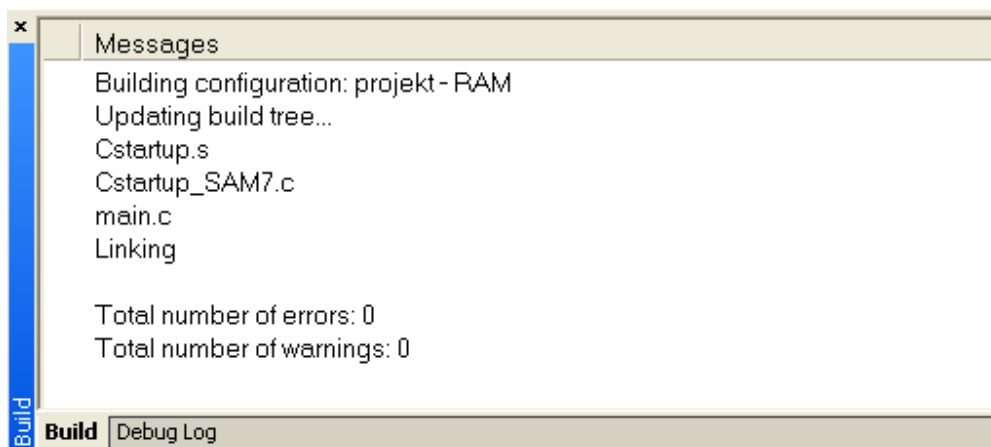 Messages
Building configuration: projekt - RAM
Updating build tree...
Cstartup.s
Cstartup_SAM7.c
main.c
Linking
Total number of errors: 0
Total number of warnings: 0
Build
Build Debug Log